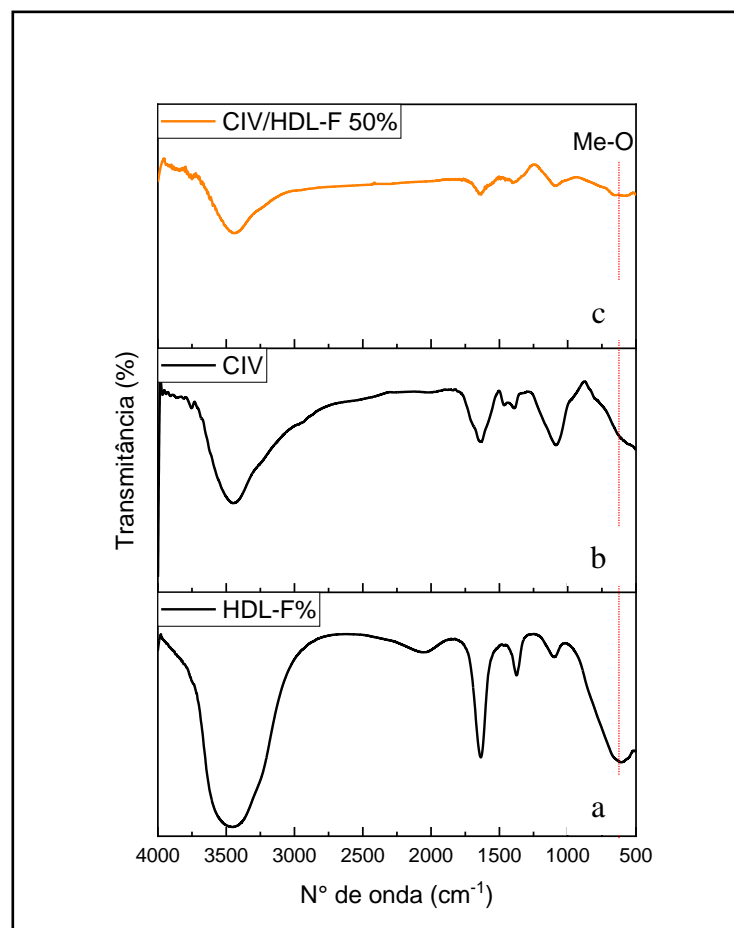 CIV/HDL-F 50%
Me-O
c
CIV
b
HDL-F%
a
Transmitância (%)
4000 3500 3000 2500 2000 1500 1000 500
N° de onda (cm⁻¹)